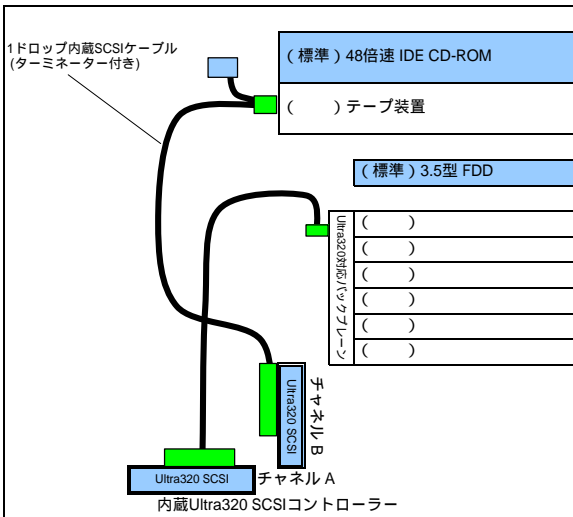 1ドロップ内蔵SCSIケーブル
(ターミネーター付き)
(標準)48倍速 IDE CD-ROM
(　　)テープ装置
(標準)3.5型 FDD
Ultra320対応バックプレーン
(　　)
(　　)
(　　)
(　　)
(　　)
(　　)
Ultra320 SCSI
チャネル B
Ultra320 SCSI
チャネル A
内蔵Ultra320 SCSIコントローラー